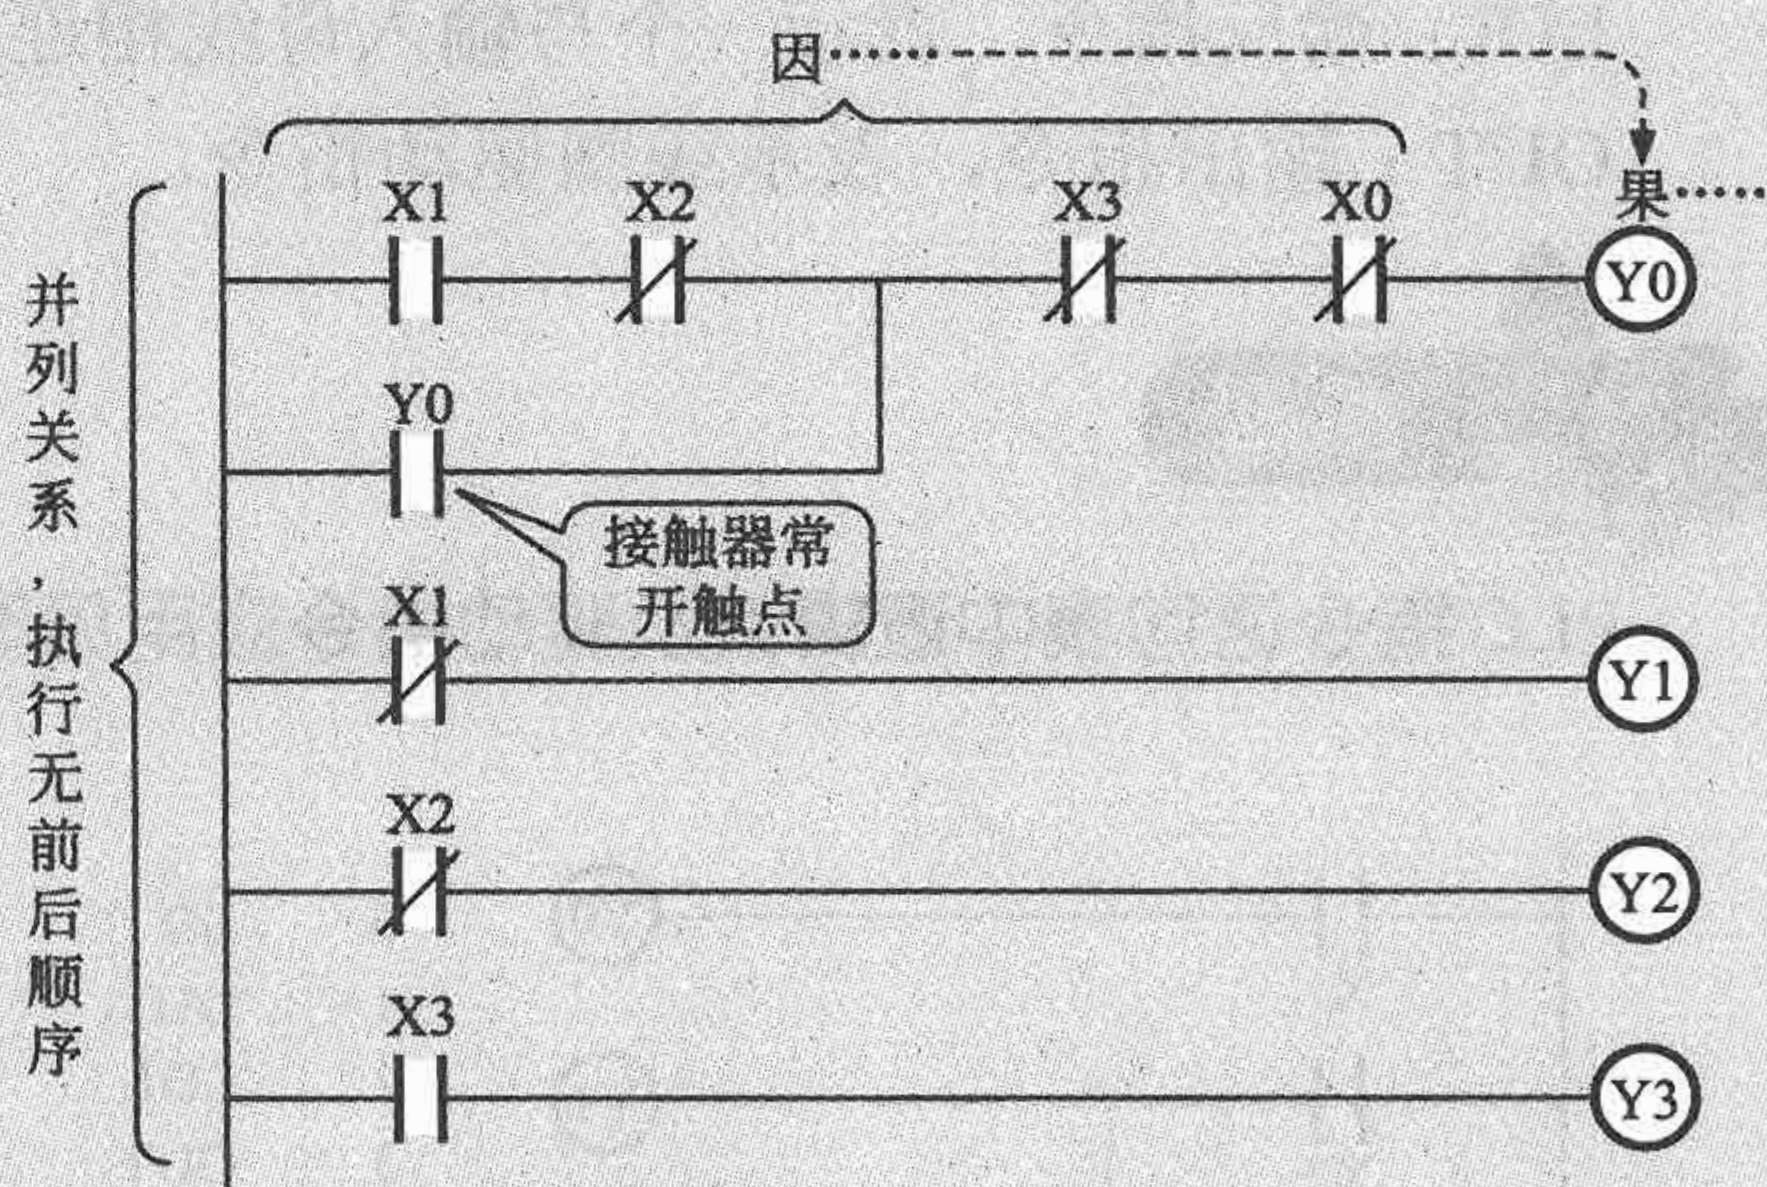 因
果
X1 X2 X3 X0
Y0
Y0
接触器常
开触点
X1
Y1
X2
Y2
X3
Y3
并列关系,执行无前后顺序